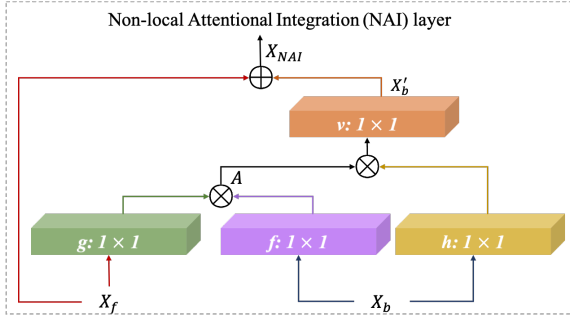 Non-local Attentional Integration (NAI) layer
X_NAI
X′_b
v: 1 × 1
A
g: 1 × 1
f: 1 × 1
h: 1 × 1
X_f
X_b